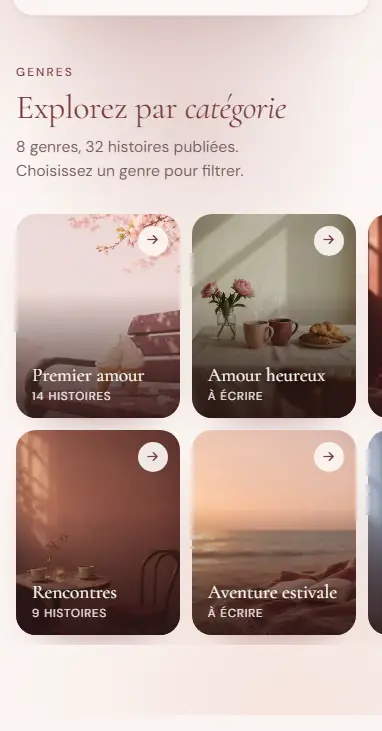 GENRES
Explorez par catégorie
8 genres, 32 histoires publiées.
Choisissez un genre pour filtrer.
Premier amour
14 HISTOIRES
Amour heureux
À ÉCRIRE
Rencontres
9 HISTOIRES
Aventure estivale
À ÉCRIRE